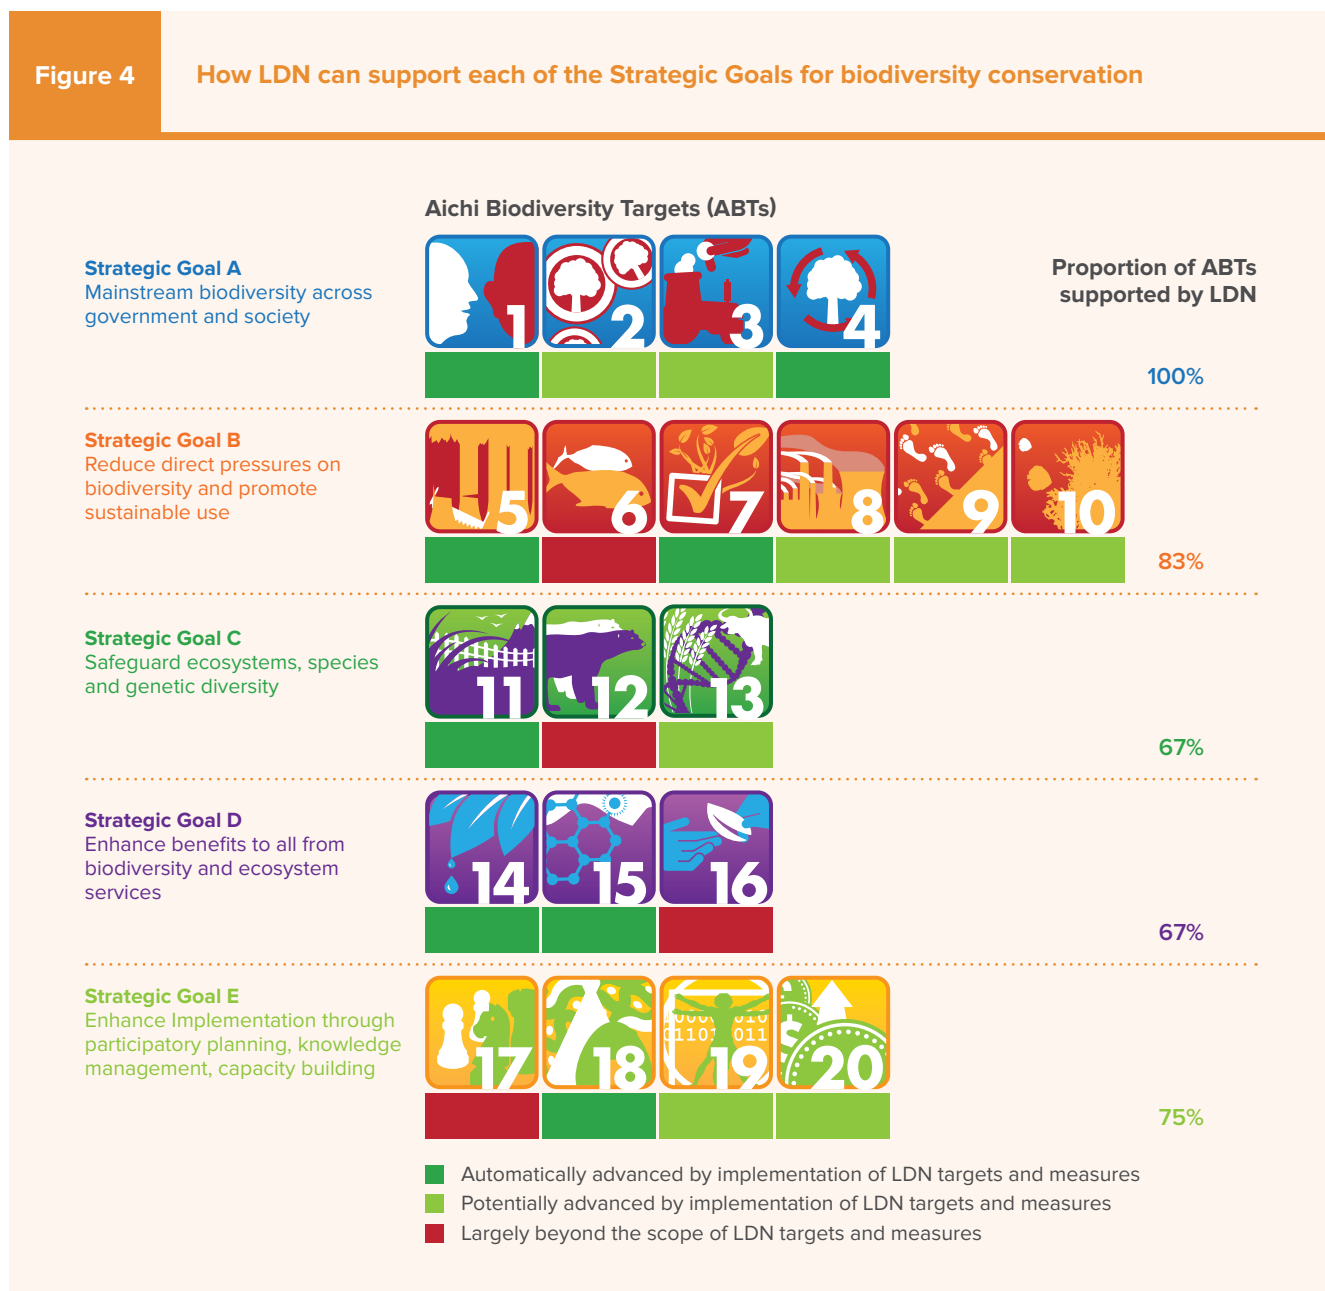 Figure 4
How LDN can support each of the Strategic Goals for biodiversity conservation
Aichi Biodiversity Targets (ABTs)
Proportion of ABTs
supported by LDN
Strategic Goal A
Mainstream biodiversity across
government and society
1
2
3
4
100%
Strategic Goal B
Reduce direct pressures on
biodiversity and promote
sustainable use
5
6
7
8
9
10
83%
Strategic Goal C
Safeguard ecosystems, species
and genetic diversity
11
12
13
67%
Strategic Goal D
Enhance benefits to all from
biodiversity and ecosystem
services
14
15
16
67%
Strategic Goal E
Enhance Implementation through
participatory planning, knowledge
management, capacity building
17
18
19
$
20
75%
Automatically advanced by implementation of LDN targets and measures
Potentially advanced by implementation of LDN targets and measures
Largely beyond the scope of LDN targets and measures